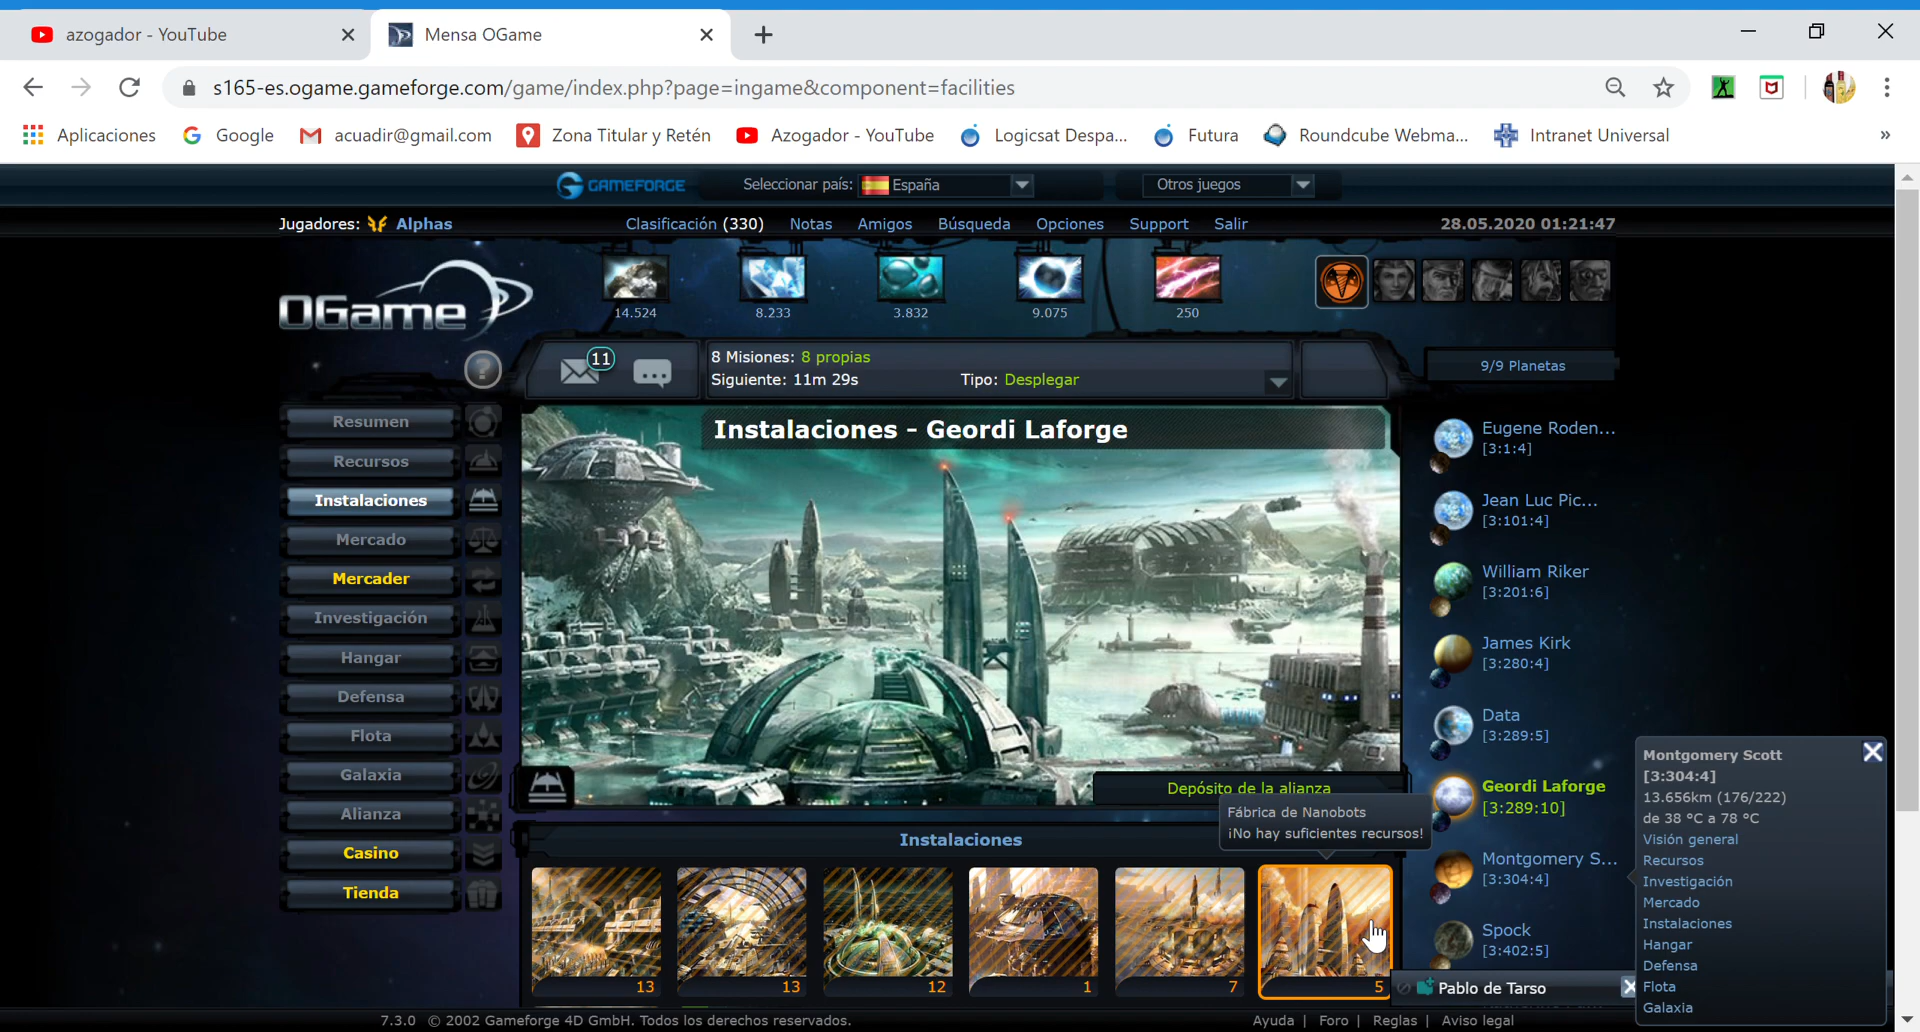 azogador - YouTube
Mensa OGame
s165-es.ogame.gameforge.com/game/index.php?page=ingame&component=facilities
Aplicaciones
Google
acuadir@gmail.com
Zona Titular y Retén
Azogador - YouTube
Logicsat Despa...
Futura
Roundcube Webma...
Intranet Universal
»
GAMEFORGE
Seleccionar país: España
Otros juegos
Jugadores: Alphas
Clasificación (330)
Notas
Amigos
Búsqueda
Opciones
Support
Salir
28.05.2020 01:21:47
OGame
14.524
8.233
3.832
9.075
250
?
11
8 Misiones: 8 propias
Siguiente: 11m 29s
Tipo: Desplegar
9/9 Planetas
Resumen
Recursos
Instalaciones
Mercado
Mercader
Investigación
Hangar
Defensa
Flota
Galaxia
Alianza
Casino
Tienda
Instalaciones - Geordi Laforge
Depósito de la alianza
Fábrica de Nanobots
¡No hay suficientes recursos!
Instalaciones
13
13
12
1
7
5
Eugene Roden...
[3:1:4]
Jean Luc Pic...
[3:101:4]
William Riker
[3:201:6]
James Kirk
[3:280:4]
Data
[3:289:5]
Geordi Laforge
[3:289:10]
Montgomery S...
[3:304:4]
Spock
[3:402:5]
Montgomery Scott
[3:304:4]
13.656km (176/222)
de 38 ºC a 78 ºC
Visión general
Recursos
Investigación
Mercado
Instalaciones
Hangar
Defensa
Flota
Galaxia
Pablo de Tarso
7.3.0 © 2002 Gameforge 4D GmbH. Todos los derechos reservados.
Ayuda | Foro | Reglas | Aviso legal